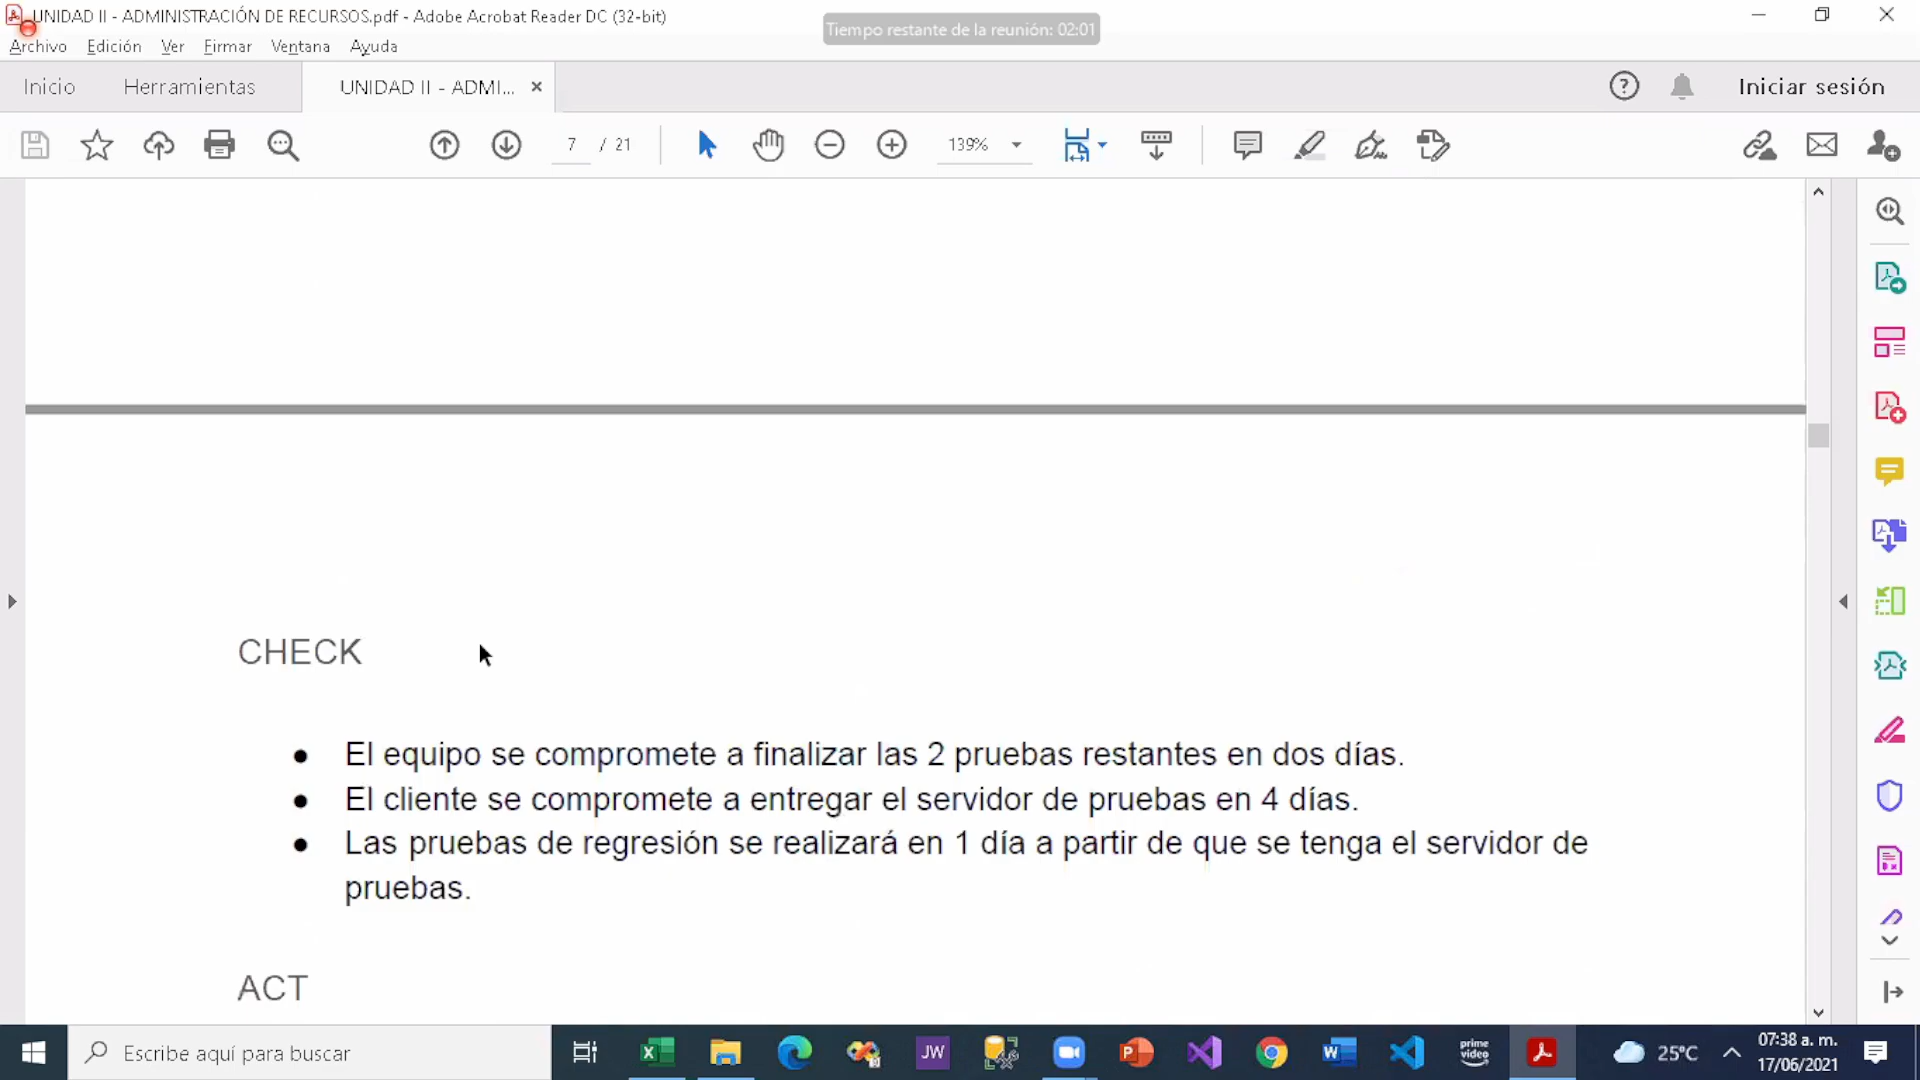 UNIDAD II - ADMINISTRACIÓN DE RECURSOS.pdf - Adobe Acrobat Reader DC (32-bit)
Tiempo restante de la reunión: 02:01
Archivo Edición Ver Firmar Ventana Ayuda
Inicio Herramientas UNIDAD II - ADMI... Iniciar sesión
7 / 21 139%
CHECK
● El equipo se compromete a finalizar las 2 pruebas restantes en dos días.
● El cliente se compromete a entregar el servidor de pruebas en 4 días.
● Las pruebas de regresión se realizará en 1 día a partir de que se tenga el servidor de
pruebas.
ACT
Escribe aquí para buscar JW prime video 25°C 07:38 a. m.
17/06/2021